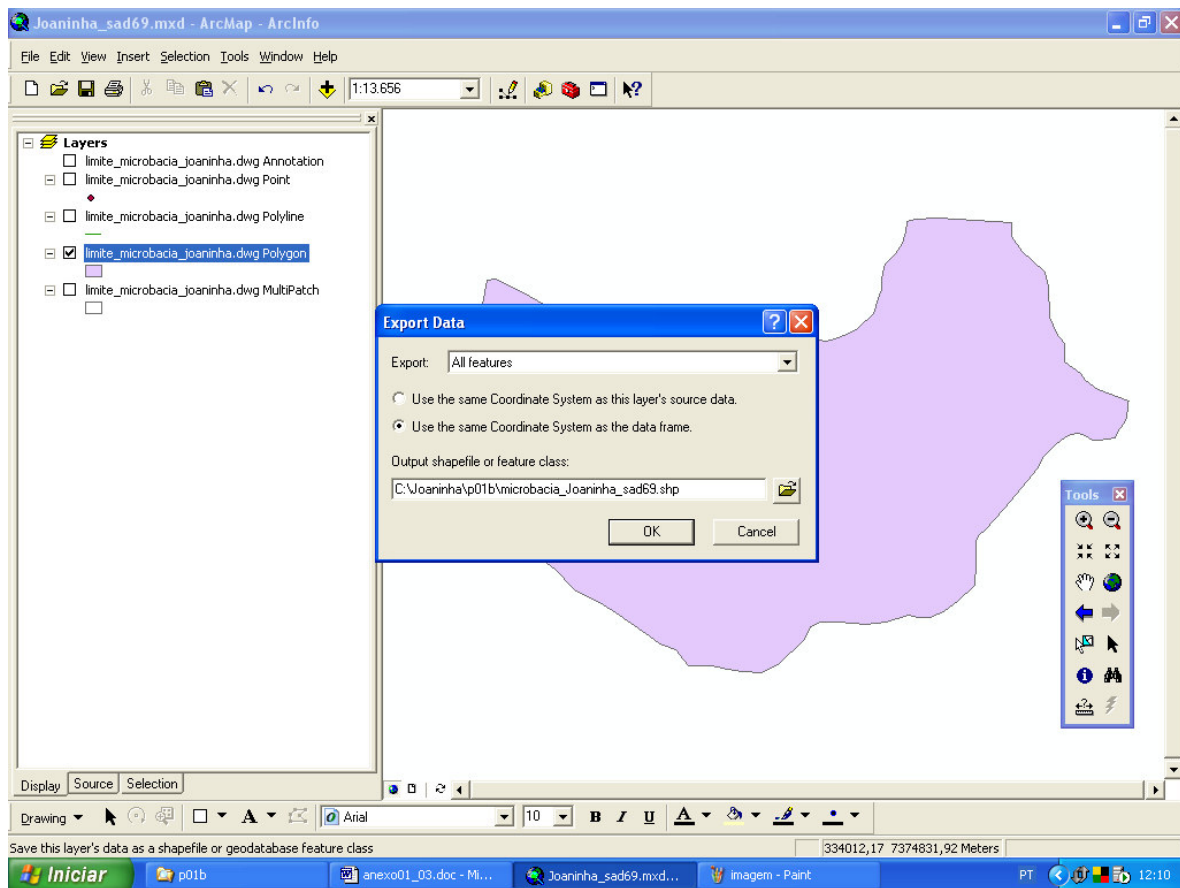 Joaninha_sad69.mxd - ArcMap - ArcInfo
File Edit View Insert Selection Tools Window Help
1:13.656
Layers
limite_microbacia_joaninha.dwg Annotation
limite_microbacia_joaninha.dwg Point
limite_microbacia_joaninha.dwg Polyline
limite_microbacia_joaninha.dwg Polygon
limite_microbacia_joaninha.dwg MultiPatch
Export Data
Export: All features
Use the same Coordinate System as this layer's source data.
Use the same Coordinate System as the data frame.
Output shapefile or feature class:
C:\Joaninha\p01b\microbacia_Joaninha_sad69.shp
OK Cancel
Tools
Display Source Selection
Drawing A Arial 10 B I U A
Save this layer's data as a shapefile or geodatabase feature class
334012,17 7374831,92 Meters
Iniciar p01b anexo01_03.doc - Mi... Joaninha_sad69.mxd... imagem - Paint PT 12:10